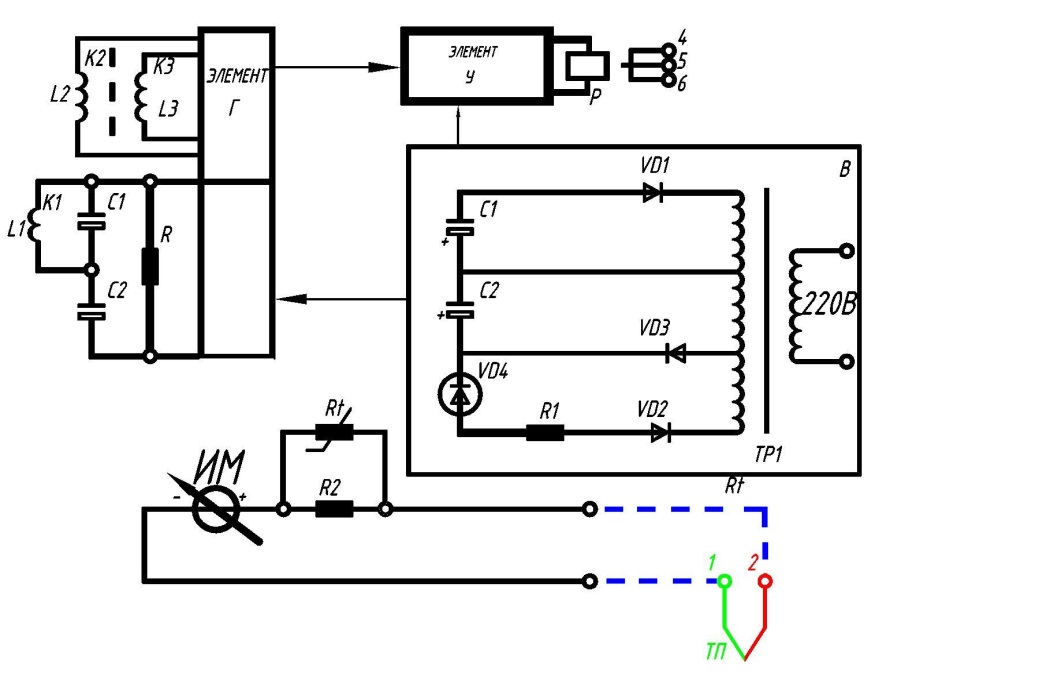 K2
K3
L2
L3
ЭЛЕМЕНТ
Г
ЭЛЕМЕНТ
У
P
4
5
6
K1
L1
C1
R
C2
VD1
B
C1
+
C2
+
VD3
220В
VD4
R1
VD2
TP1
Rt
Rt
ИМ
R2
-
+
1
2
ТП